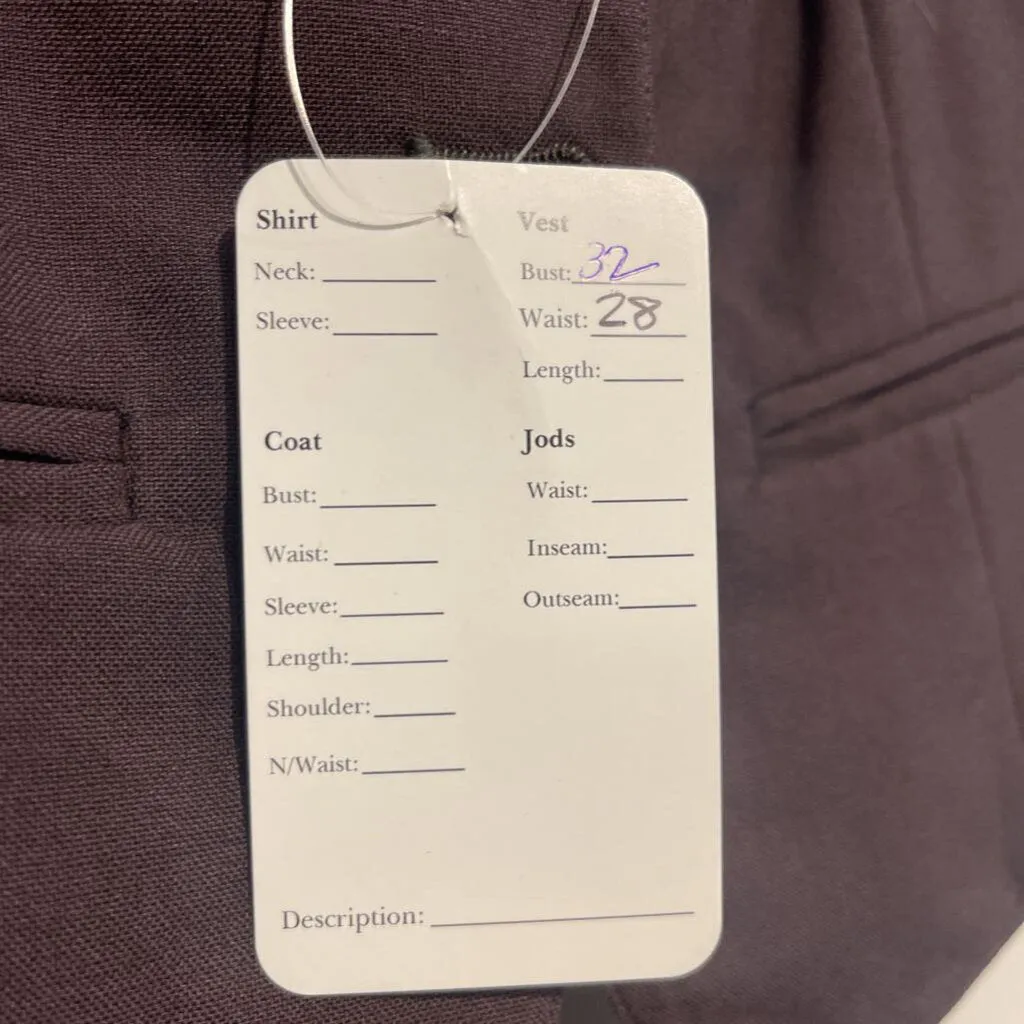 Shirt
Neck:
Sleeve:
Vest
Bust: 32
Waist: 28
Length:
Coat
Bust:
Waist:
Sleeve:
Length:
Shoulder:
N/Waist:
Jods
Waist:
Inseam:
Outseam:
Description: